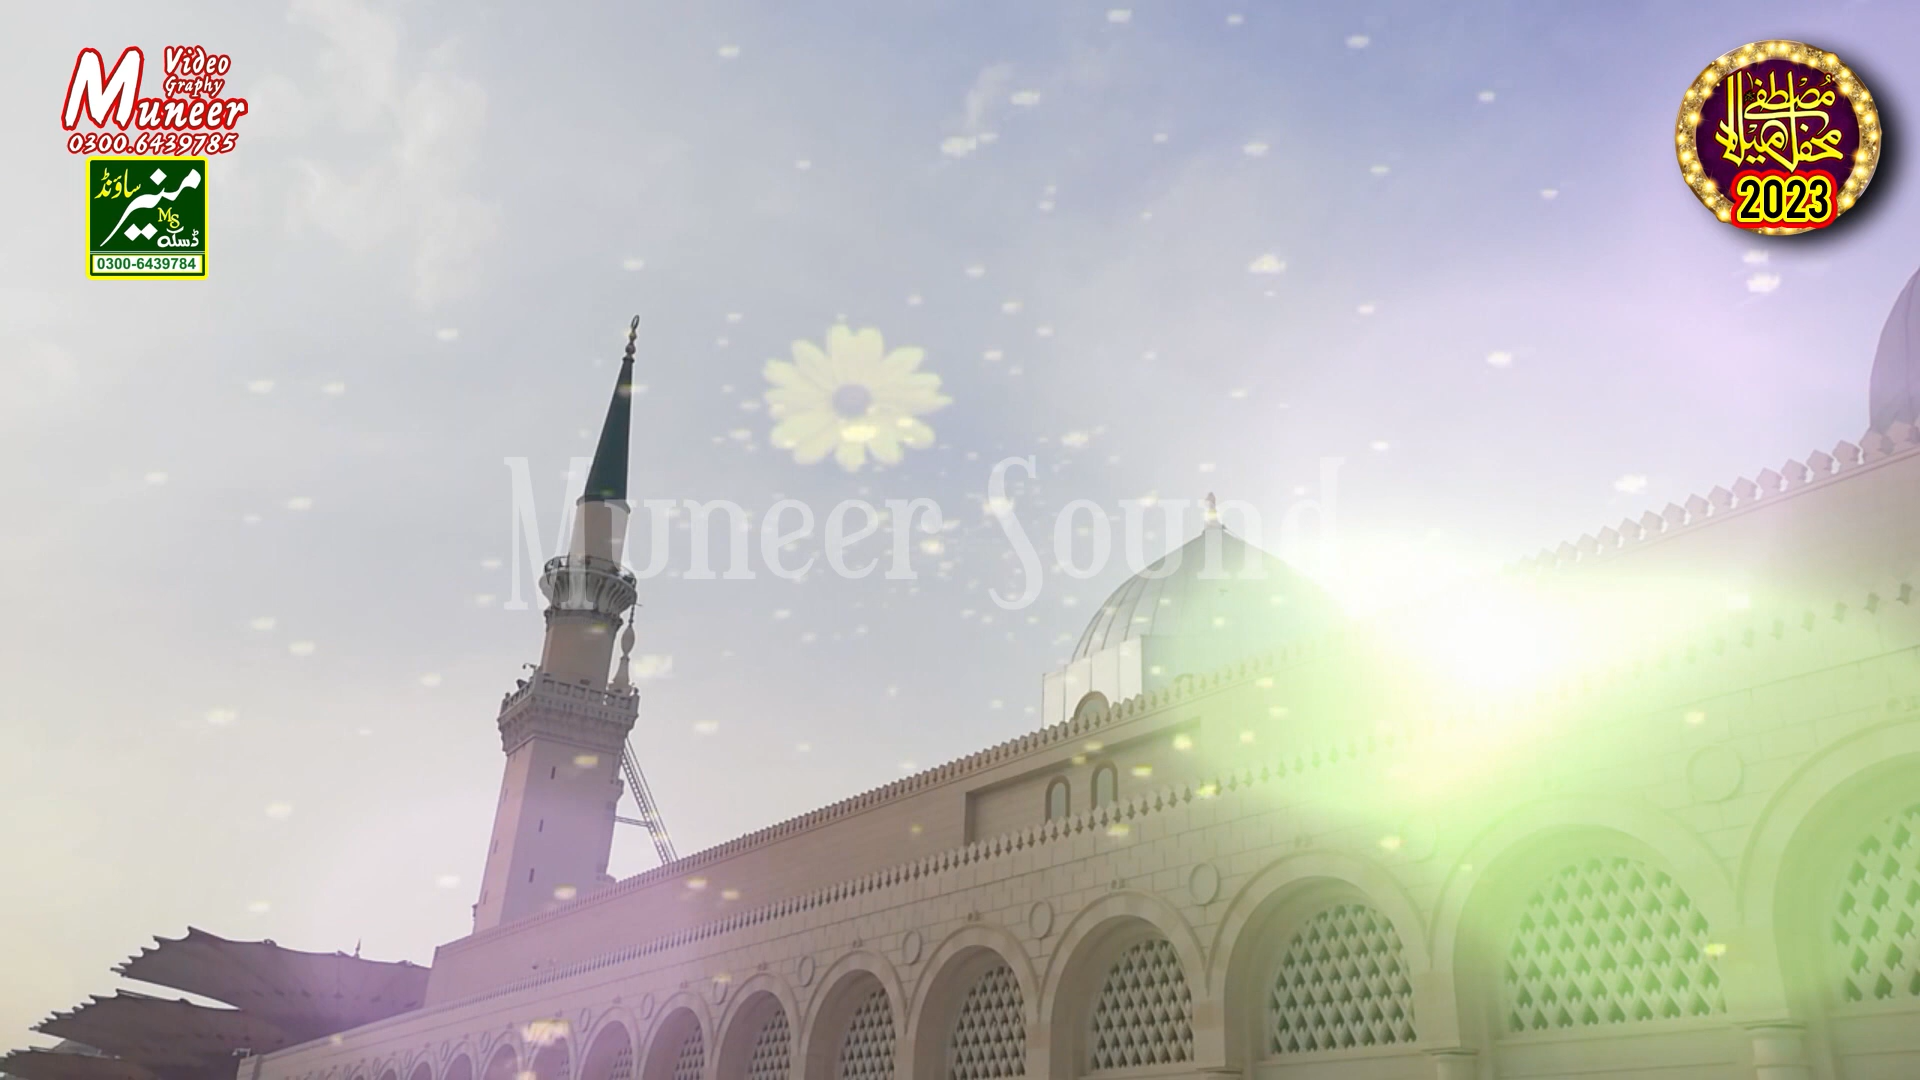 Video
Graphy
Muneer
0300.6439785
منیر ساؤنڈ
MS
ڈسکہ
0300-6439784
محفل میلاد مصطفیٰ
2023
Muneer Sound